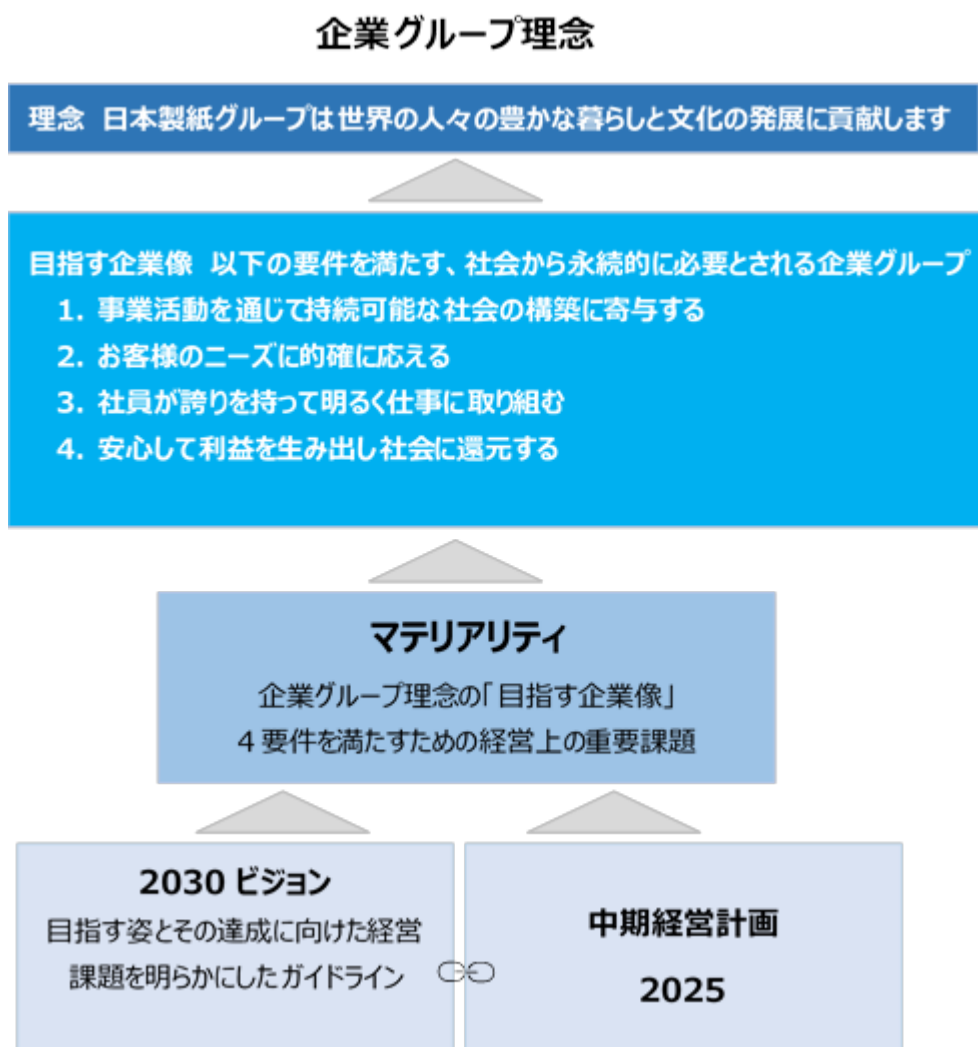 企業グループ理念
理念 日本製紙グループは世界の人々の豊かな暮らしと文化の発展に貢献します
目指す企業像 以下の要件を満たす、社会から永続的に必要とされる企業グループ
1. 事業活動を通じて持続可能な社会の構築に寄与する
2. お客様のニーズに的確に応える
3. 社員が誇りを持って明るく仕事に取り組む
4. 安心して利益を生み出し社会に還元する
マテリアリティ
企業グループ理念の「目指す企業像」
4 要件を満たすための経営上の重要課題
2030 ビジョン
目指す姿とその達成に向けた経営
課題を明らかにしたガイドライン
中期経営計画
2025